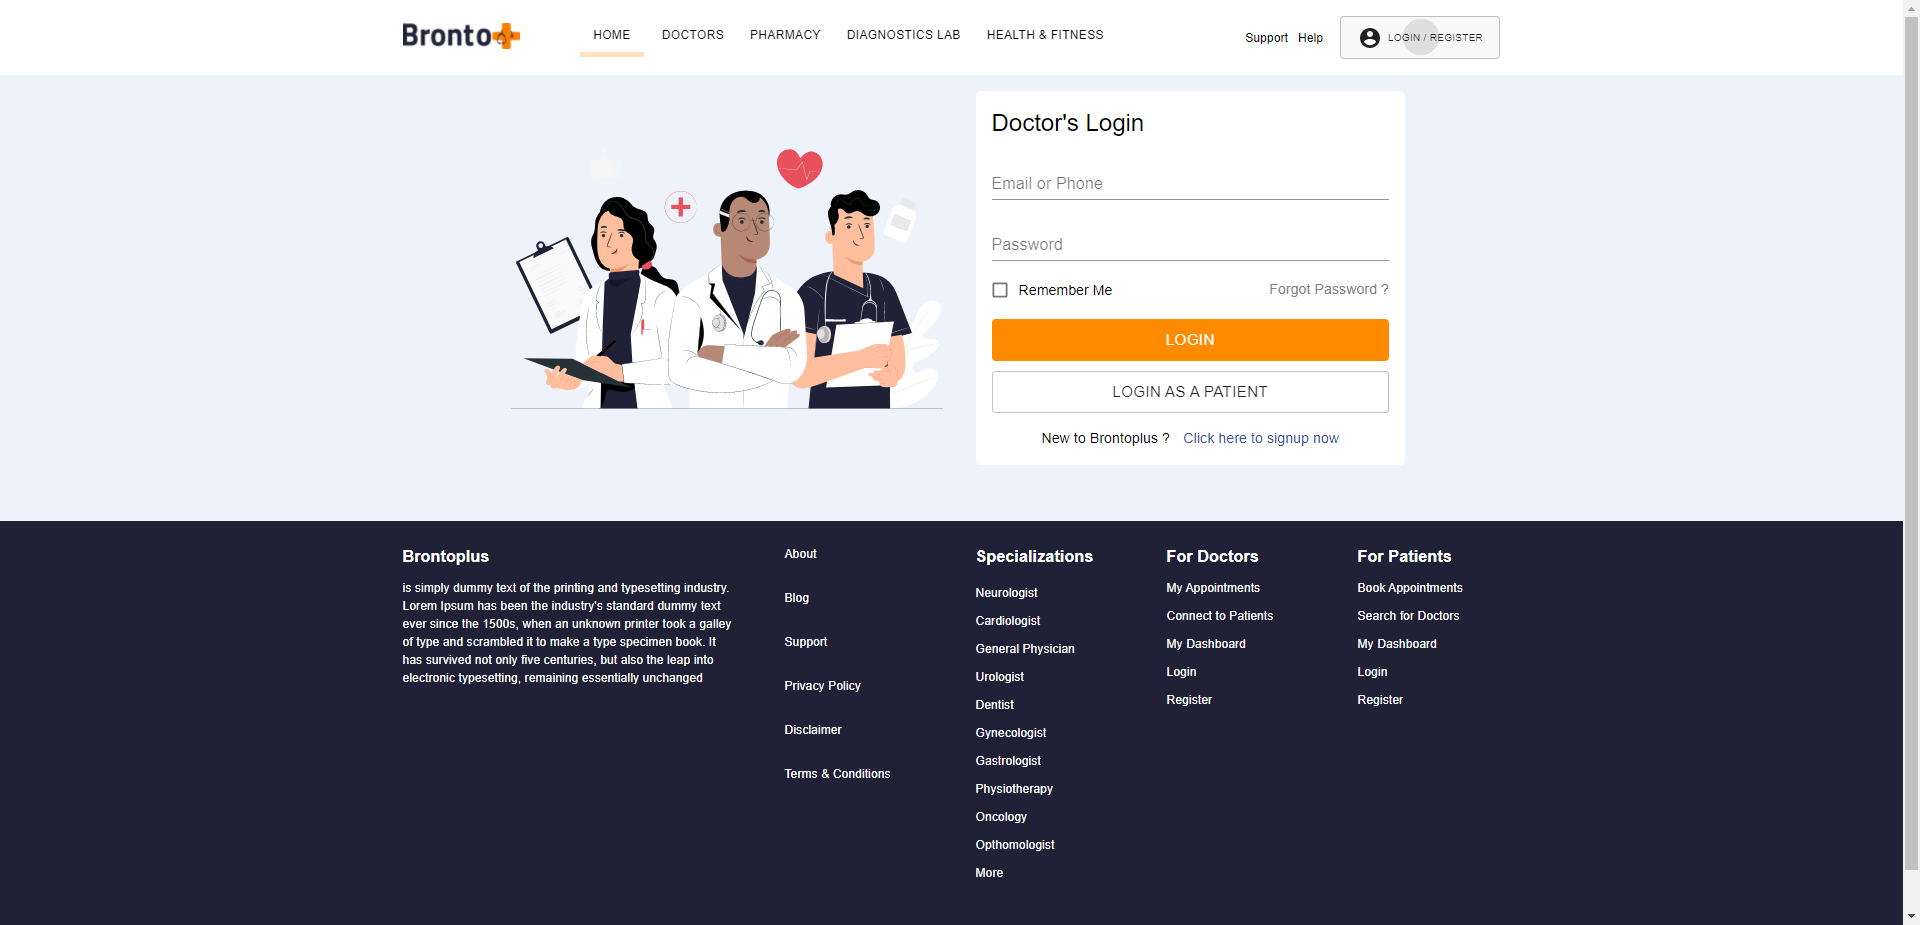 Bronto
HOME DOCTORS PHARMACY DIAGNOSTICS LAB HEALTH & FITNESS
Support Help LOGIN / REGISTER
Doctor's Login
Email or Phone
Password
Remember Me Forgot Password ?
LOGIN
LOGIN AS A PATIENT
New to Brontoplus ? Click here to signup now
Brontoplus
is simply dummy text of the printing and typesetting industry.
Lorem Ipsum has been the industry's standard dummy text
ever since the 1500s, when an unknown printer took a galley
of type and scrambled it to make a type specimen book. It
has survived not only five centuries, but also the leap into
electronic typesetting, remaining essentially unchanged
About
Blog
Support
Privacy Policy
Disclaimer
Terms & Conditions
Specializations
Neurologist
Cardiologist
General Physician
Urologist
Dentist
Gynecologist
Gastrologist
Physiotherapy
Oncology
Opthomologist
More
For Doctors
My Appointments
Connect to Patients
My Dashboard
Login
Register
For Patients
Book Appointments
Search for Doctors
My Dashboard
Login
Register